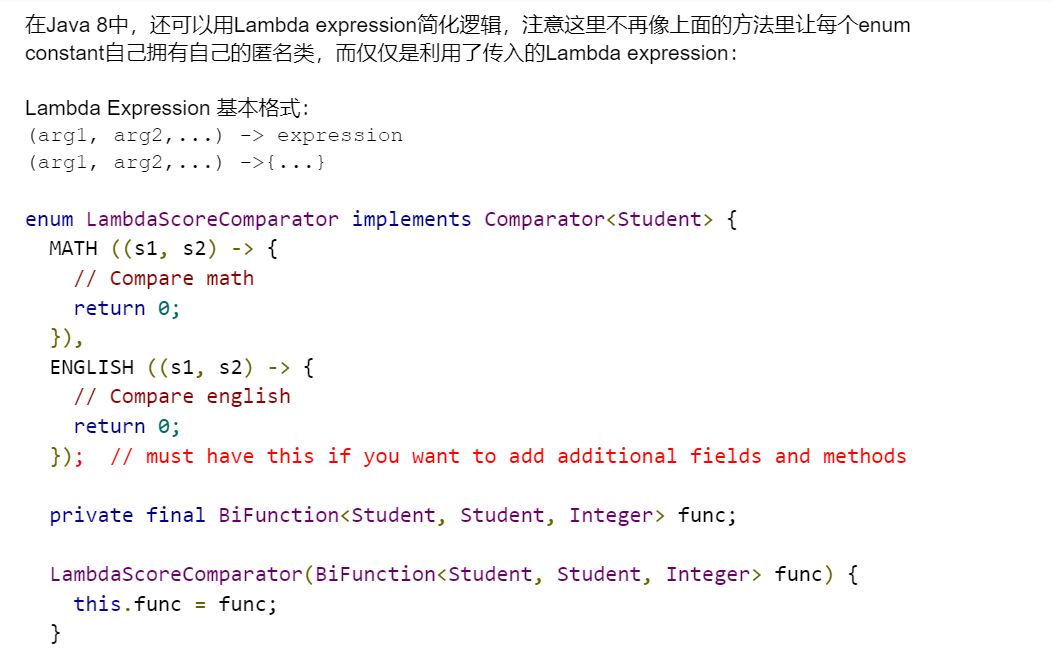 在Java 8中，还可以用Lambda expression简化逻辑，注意这里不再像上面的方法里让每个enum
constant自己拥有自己的匿名类，而仅仅是利用了传入的Lambda expression：
Lambda Expression 基本格式：
(arg1, arg2,...) -> expression
(arg1, arg2,...) ->{...}
enum LambdaScoreComparator implements Comparator<Student> {
  MATH ((s1, s2) -> {
    // Compare math
    return 0;
  }),
  ENGLISH ((s1, s2) -> {
    // Compare english
    return 0;
  });  // must have this if you want to add additional fields and methods
  private final BiFunction<Student, Student, Integer> func;
  LambdaScoreComparator(BiFunction<Student, Student, Integer> func) {
    this.func = func;
  }